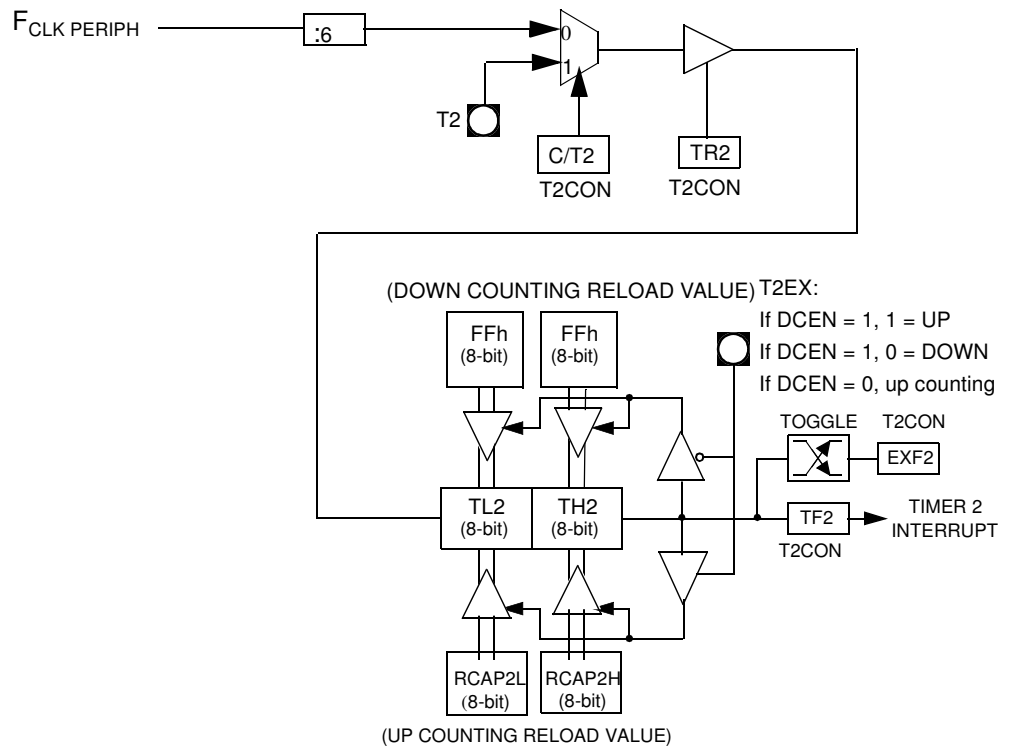 FCLK PERIPH
:6
0
1
T2
C/T2
TR2
T2CON
T2CON
(DOWN COUNTING RELOAD VALUE)
T2EX:
If DCEN = 1, 1 = UP
If DCEN = 1, 0 = DOWN
If DCEN = 0, up counting
FFh
(8-bit)
FFh
(8-bit)
TOGGLE
T2CON
EXF2
TL2
(8-bit)
TH2
(8-bit)
TF2
T2CON
TIMER 2
INTERRUPT
RCAP2L
(8-bit)
RCAP2H
(8-bit)
(UP COUNTING RELOAD VALUE)